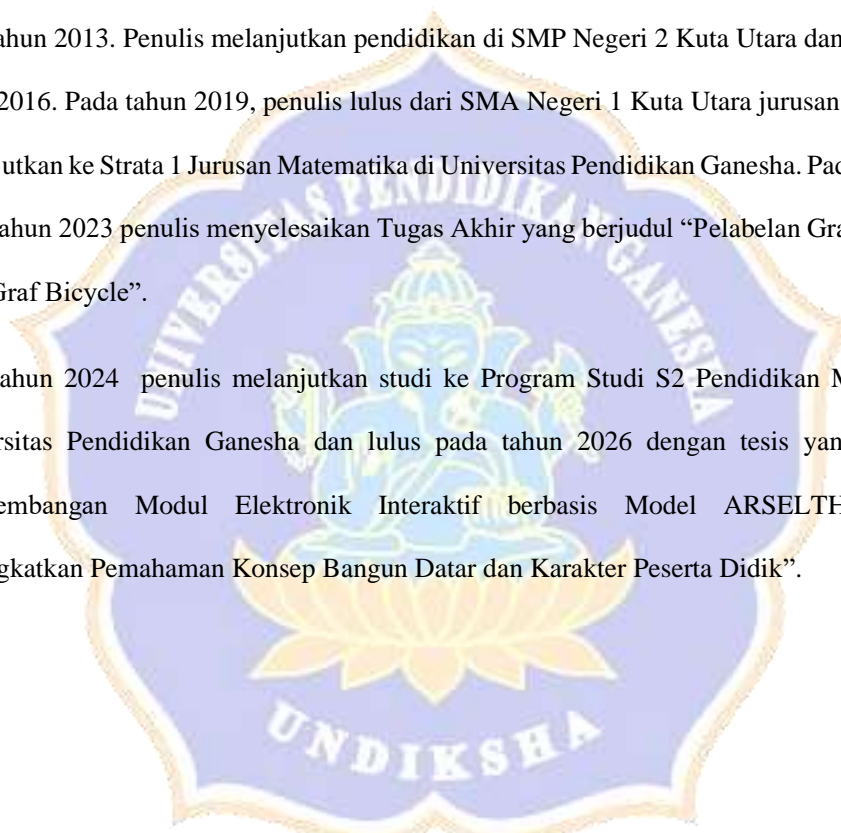 ahun 2013. Penulis melanjutkan pendidikan di SMP Negeri 2 Kuta Utara dan
2016. Pada tahun 2019, penulis lulus dari SMA Negeri 1 Kuta Utara jurusan
utkan ke Strata 1 Jurusan Matematika di Universitas Pendidikan Ganesha. Pad
ahun 2023 penulis menyelesaikan Tugas Akhir yang berjudul “Pelabelan Gra
Graf Bicycle”.
ahun 2024 penulis melanjutkan studi ke Program Studi S2 Pendidikan M
rsitas Pendidikan Ganesha dan lulus pada tahun 2026 dengan tesis yan
embangan Modul Elektronik Interaktif berbasis Model ARSELTH
gkatkan Pemahaman Konsep Bangun Datar dan Karakter Peserta Didik”.
UNIVERSITAS PENDIDIKAN GANESHA
UNDIKSHA